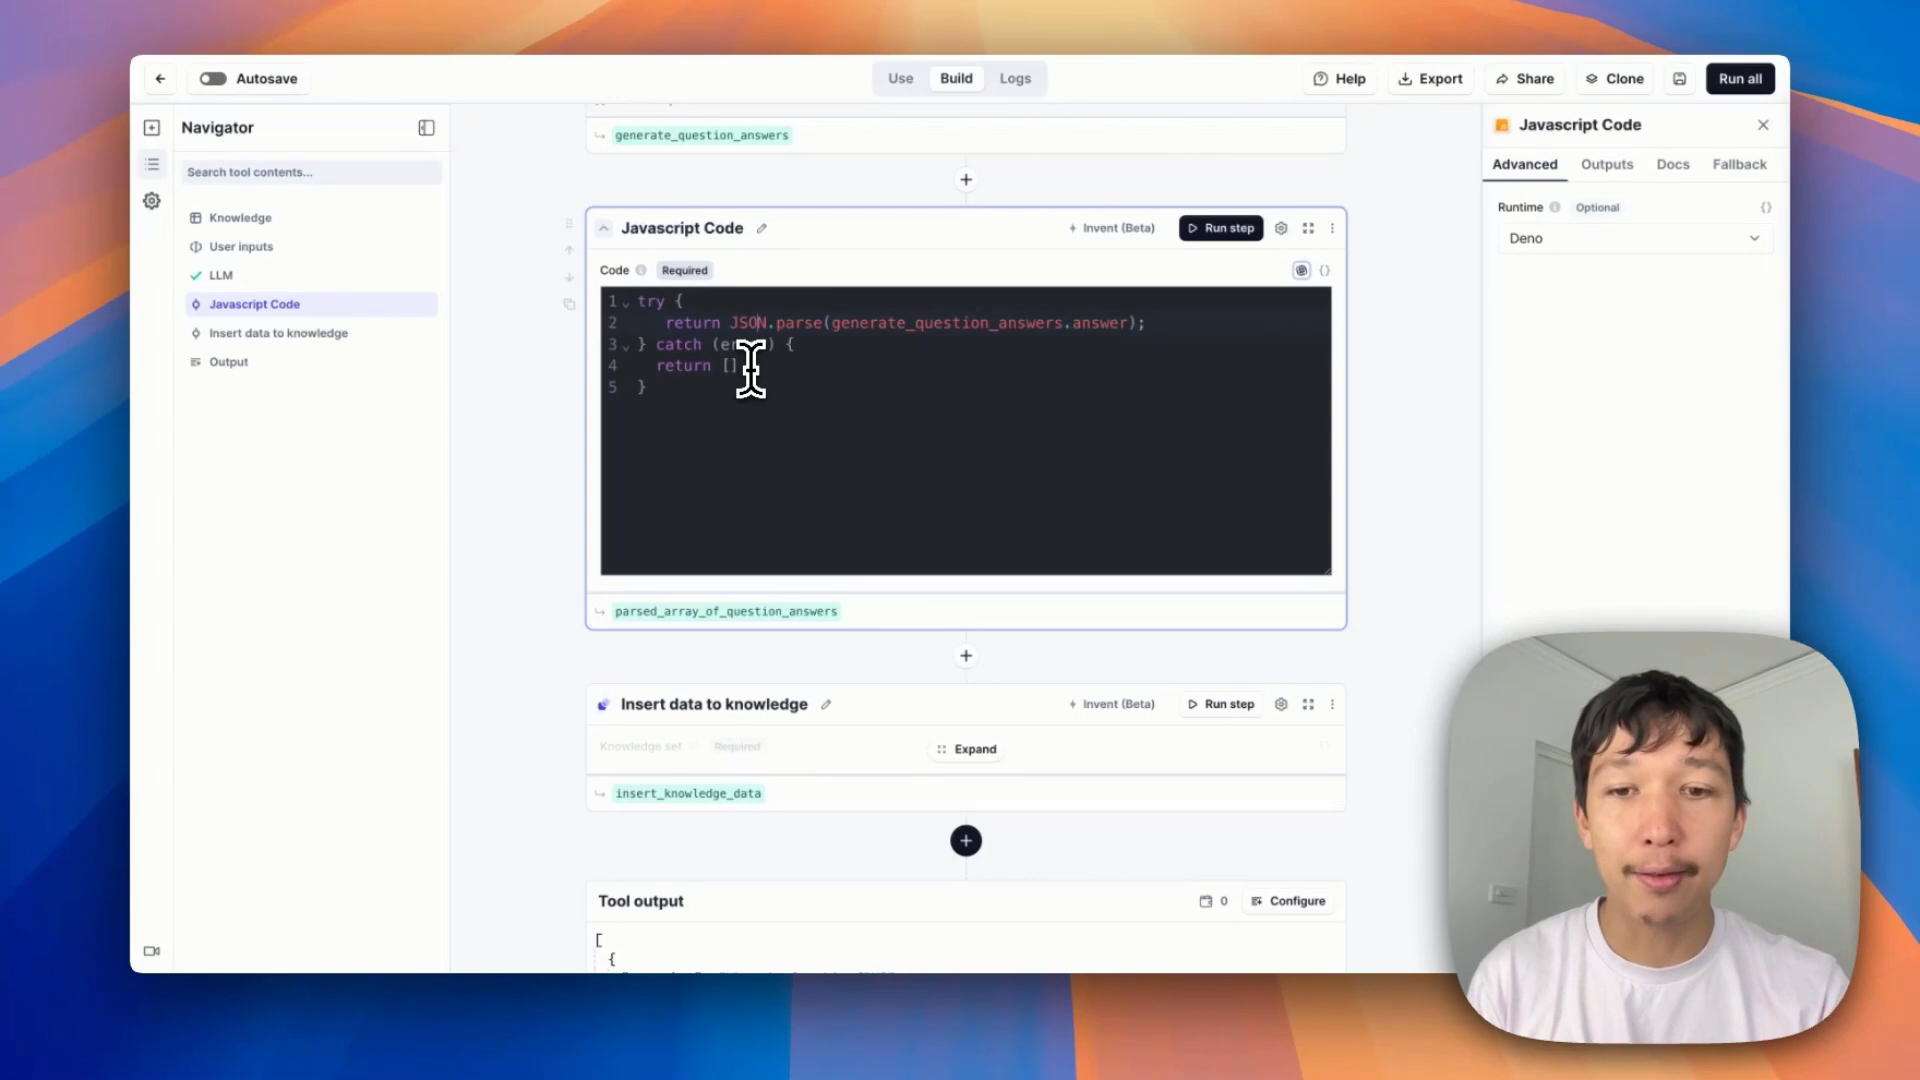 Autosave
Use Build Logs
Help Export Share Clone Run all
Navigator
Search tool contents...
Knowledge
User inputs
LLM
Javascript Code
Insert data to knowledge
Output
generate_question_answers
Javascript Code
Invent (Beta) Run step
Code Required {}
1 try {
2 return JSON.parse(generate_question_answers.answer);
3 } catch (er ) {
4 return []
5 }
parsed_array_of_question_answers
Insert data to knowledge
Invent (Beta) Run step
Knowledge set Required
Expand
insert_knowledge_data
Tool output
0 Configure
[
{
Javascript Code
Advanced Outputs Docs Fallback
Runtime Optional {}
Deno